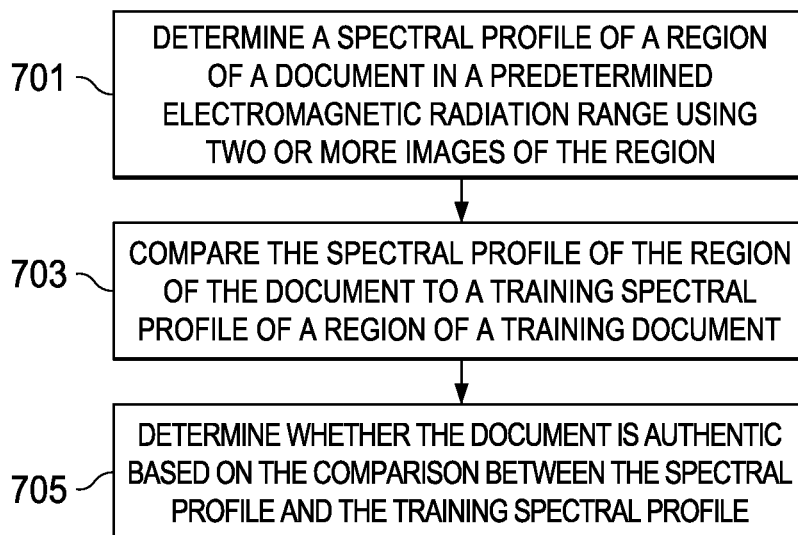 701
DETERMINE A SPECTRAL PROFILE OF A REGION
OF A DOCUMENT IN A PREDETERMINED
ELECTROMAGNETIC RADIATION RANGE USING
TWO OR MORE IMAGES OF THE REGION
703
COMPARE THE SPECTRAL PROFILE OF THE REGION
OF THE DOCUMENT TO A TRAINING SPECTRAL
PROFILE OF A REGION OF A TRAINING DOCUMENT
705
DETERMINE WHETHER THE DOCUMENT IS AUTHENTIC
BASED ON THE COMPARISON BETWEEN THE SPECTRAL
PROFILE AND THE TRAINING SPECTRAL PROFILE